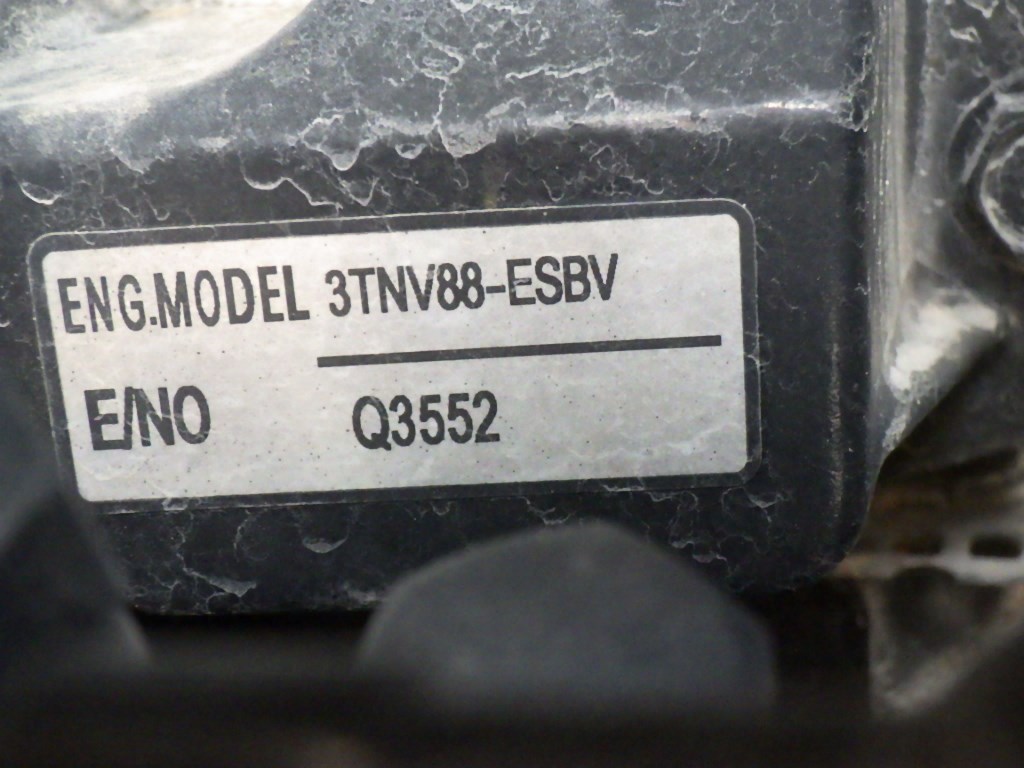 ENG.MODEL 3TNV88-ESBV
E/NO Q3552